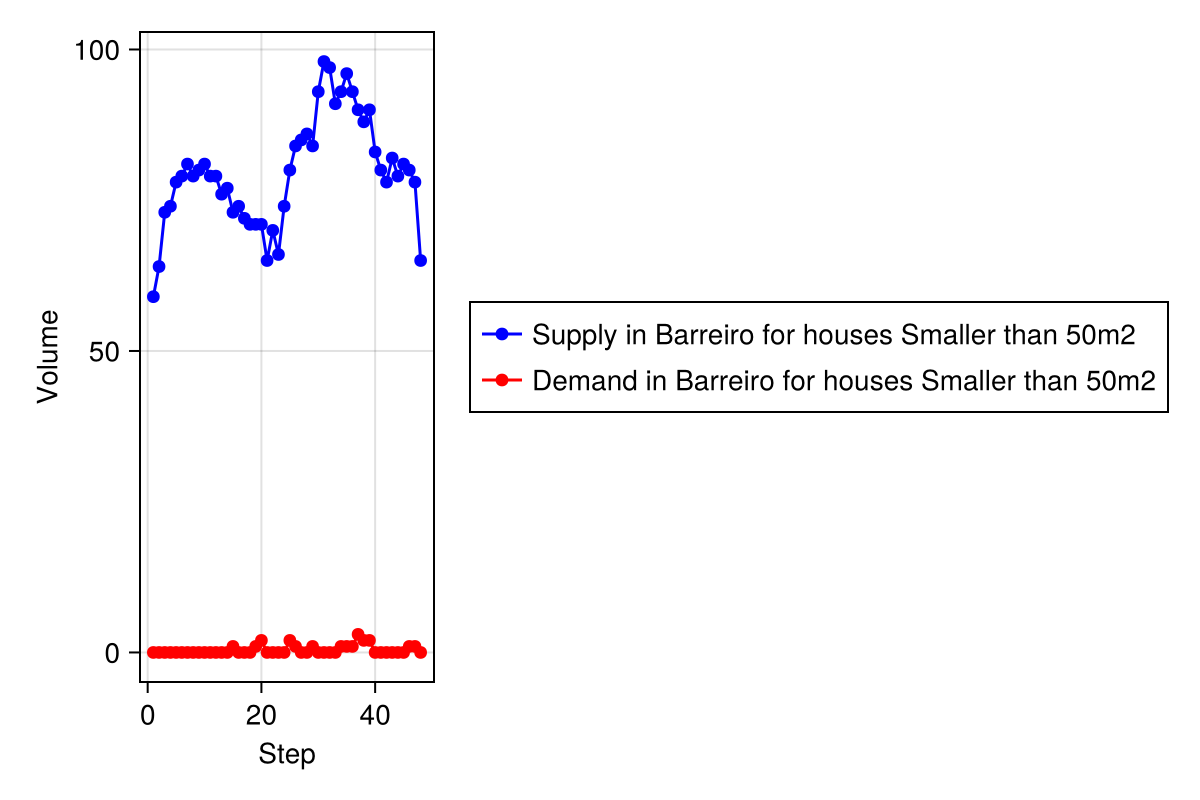 100
50
0
Volume
0 20 40
Step
Supply in Barreiro for houses Smaller than 50m2
Demand in Barreiro for houses Smaller than 50m2